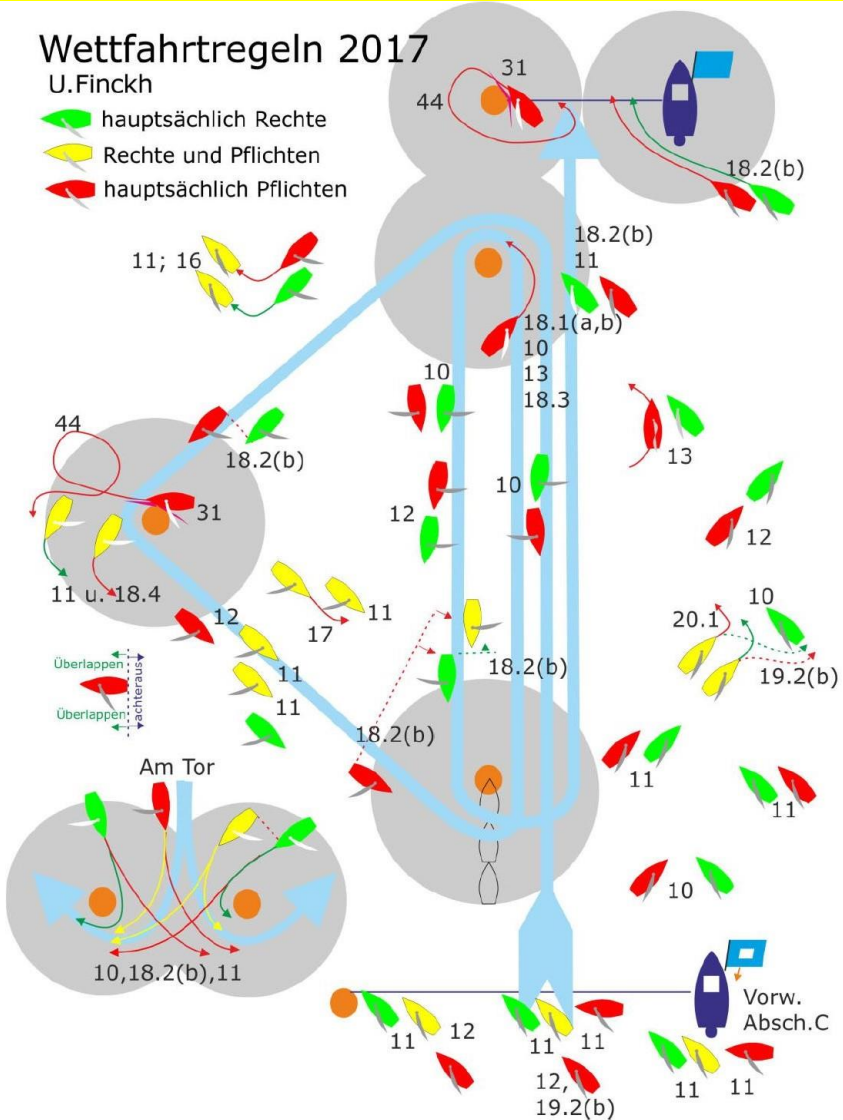 Wettfahrtregeln 2017
U.Finckh
hauptsächlich Rechte
Rechte und Pflichten
hauptsächlich Pflichten
31
44
18.2(b)
11; 16
18.2(b)
11
18.1(a,b)
10
13
18.3
10
44
18.2(b)
13
31
12
10
12
11 u. 18.4
12
17
11
11
11
18.2(b)
20.1
10
19.2(b)
Überlappen
achteraus
Überlappen
18.2(b)
11
11
Am Tor
10
10,18.2(b),11
Vorw.
Absch.C
11
12
11
11
12,
19.2(b)
11
11